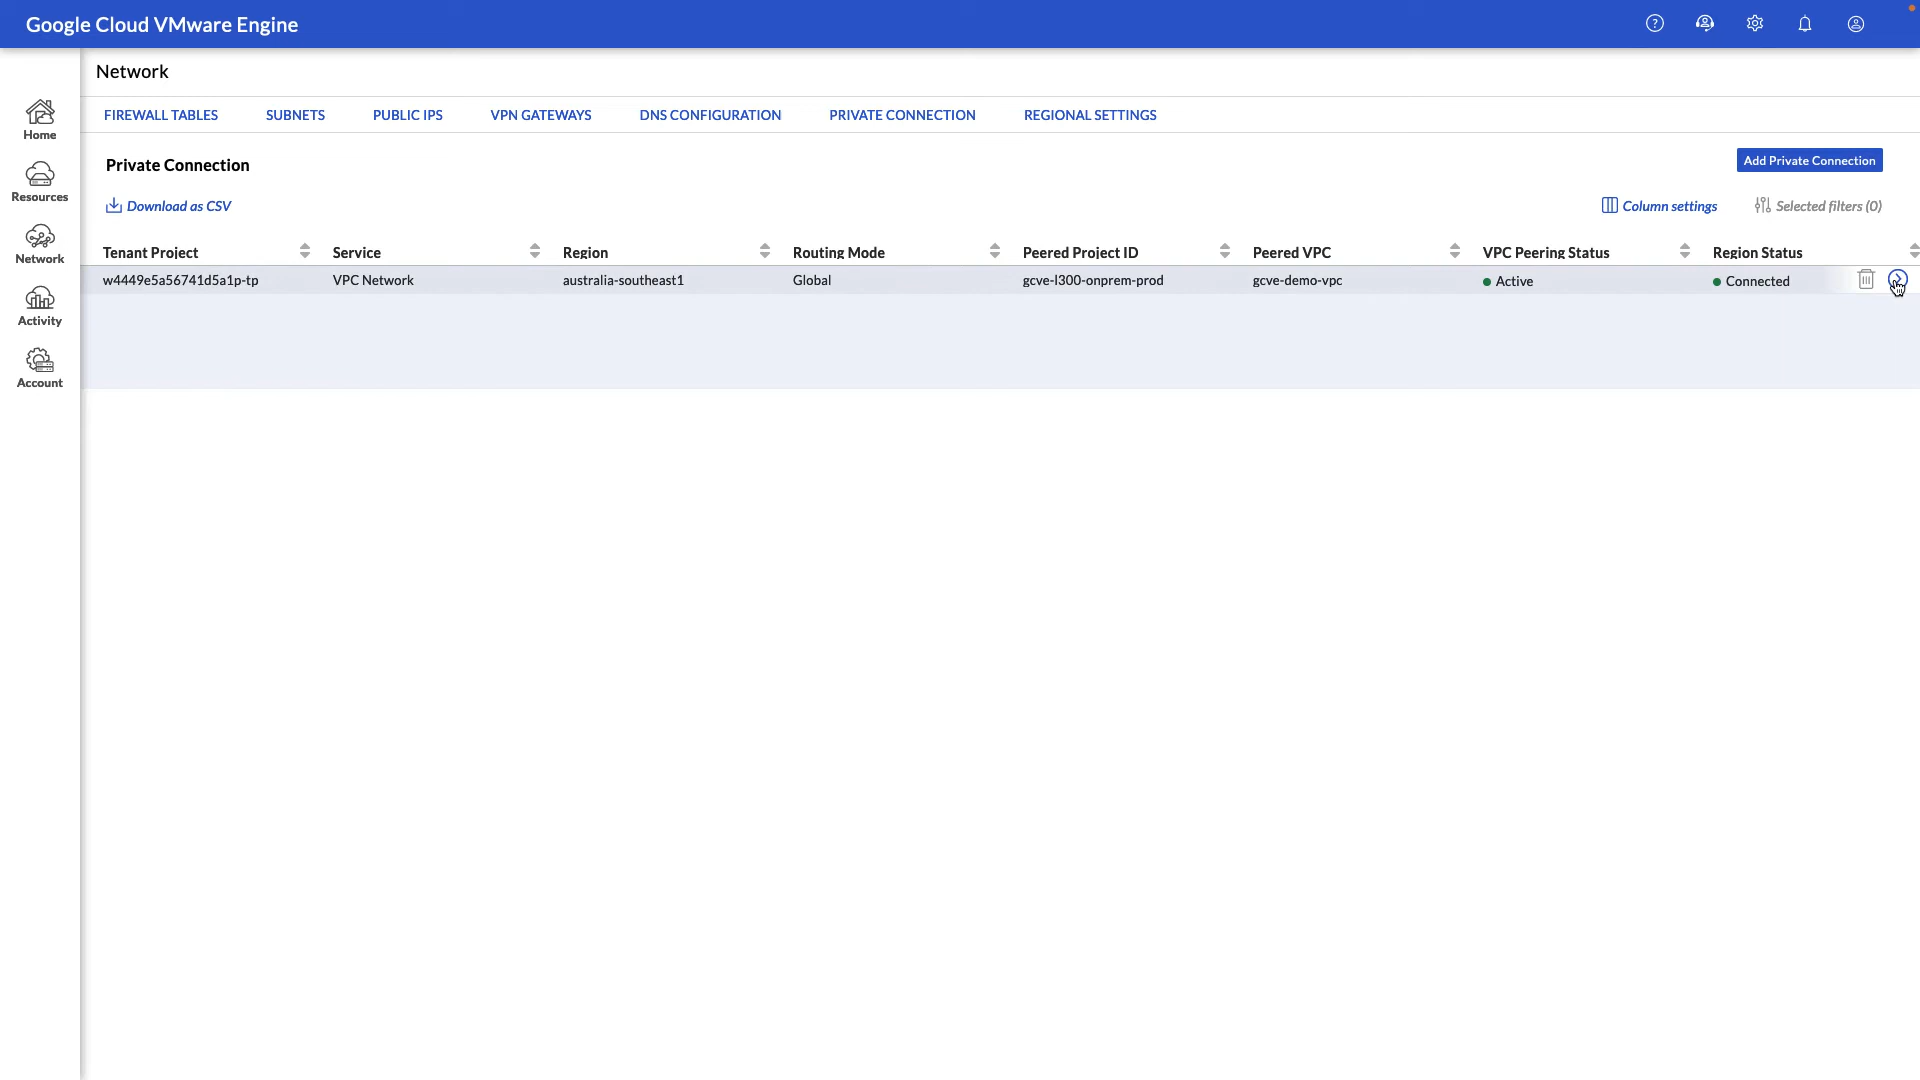 Google Cloud VMware Engine
Network
Home
Resources
Network
Activity
Account
FIREWALL TABLES SUBNETS PUBLIC IPS VPN GATEWAYS DNS CONFIGURATION PRIVATE CONNECTION REGIONAL SETTINGS
Private Connection
Add Private Connection
Download as CSV
Column settings
Selected filters (0)
Tenant Project Service Region Routing Mode Peered Project ID Peered VPC VPC Peering Status Region Status
w4449e5a56741d5a1p-tp VPC Network australia-southeast1 Global gcve-l300-onprem-prod gcve-demo-vpc Active Connected